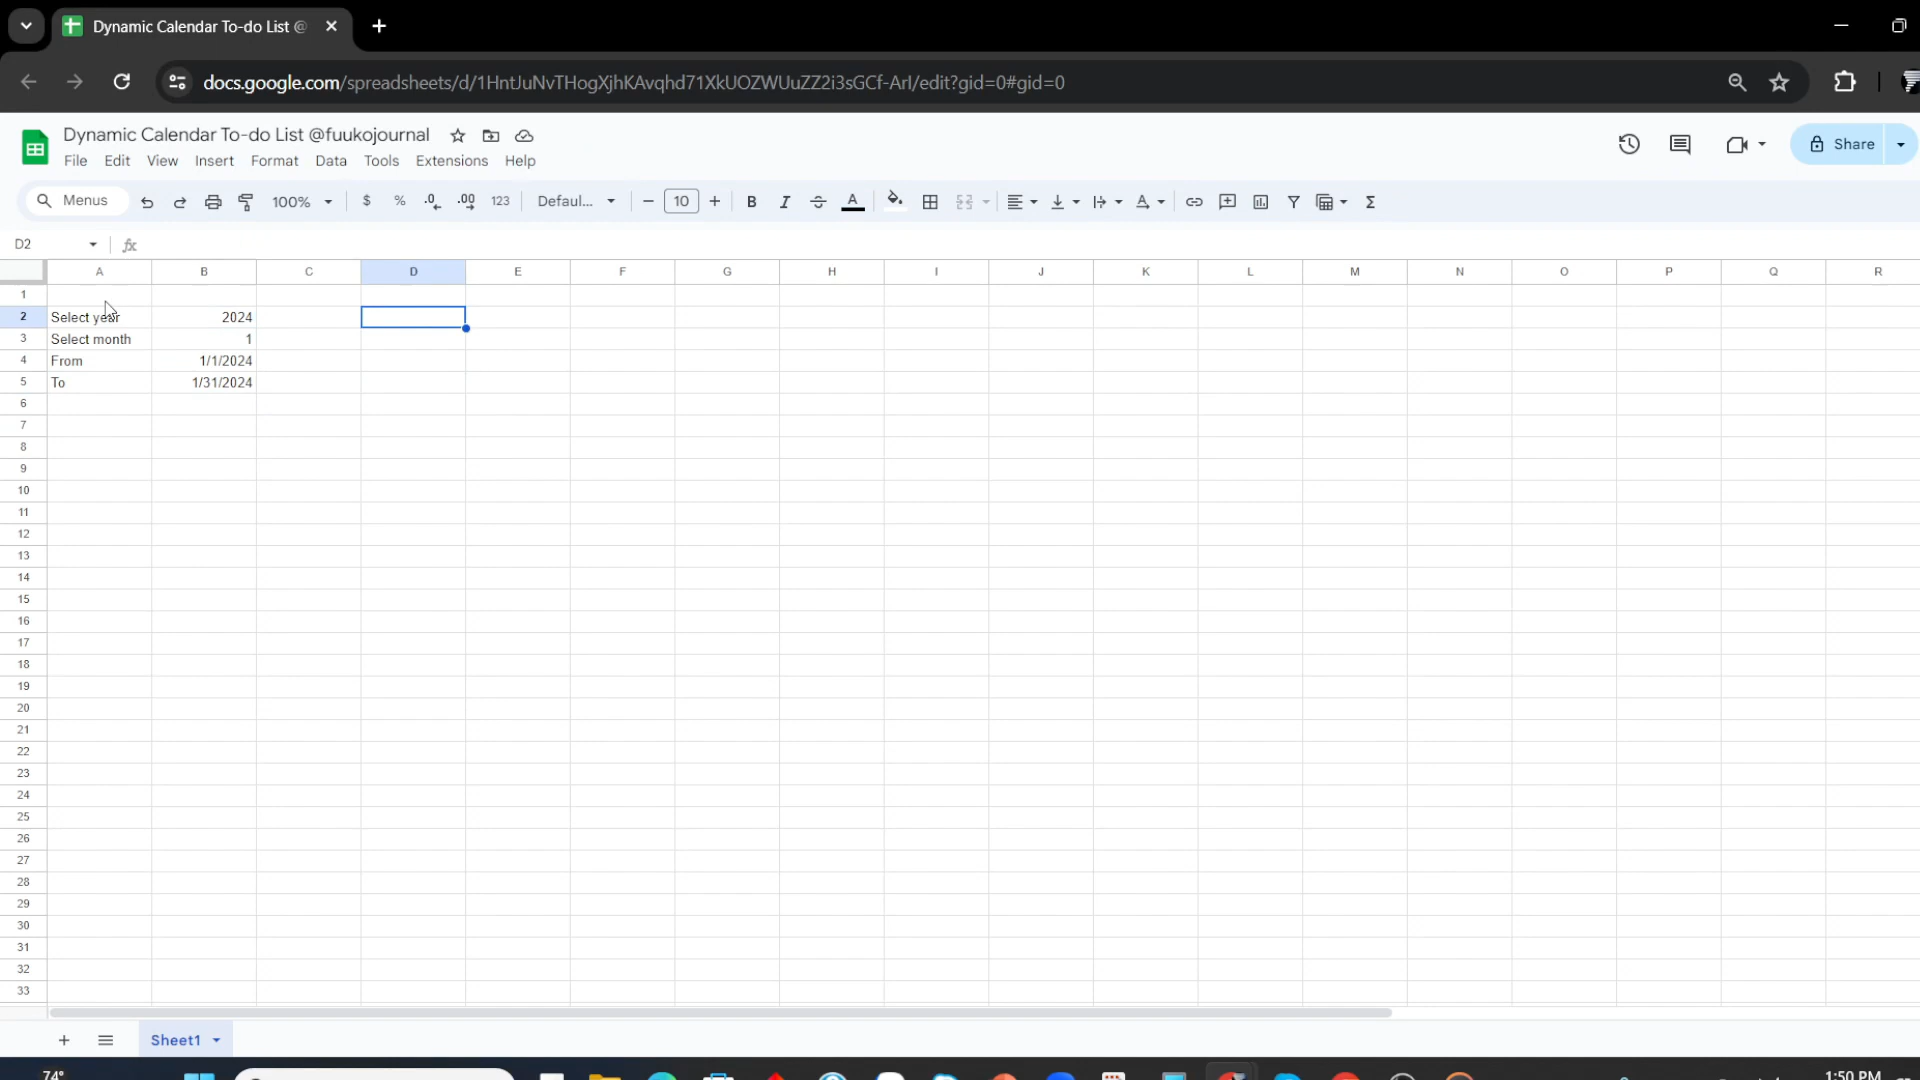 Dynamic Calendar To-do List @
docs.google.com/spreadsheets/d/1HntJuNvTHogXjhKAvqhd71XkUOZWUuZZ2i3sGCf-ArI/edit?gid=0#gid=0
Dynamic Calendar To-do List @fuukojournal
File Edit View Insert Format Data Tools Extensions Help
Share
Menus 100% $ % .0 .00 123 Defaul... 10 B I A
D2 fx
A B C D E F G H I J K L M N O P Q R
1
2 Select year 2024
3 Select month 1
4 From 1/1/2024
5 To 1/31/2024
6
7
8
9
10
11
12
13
14
15
16
17
18
19
20
21
22
23
24
25
26
27
28
29
30
31
32
33
Sheet1
74°
1:50 PM